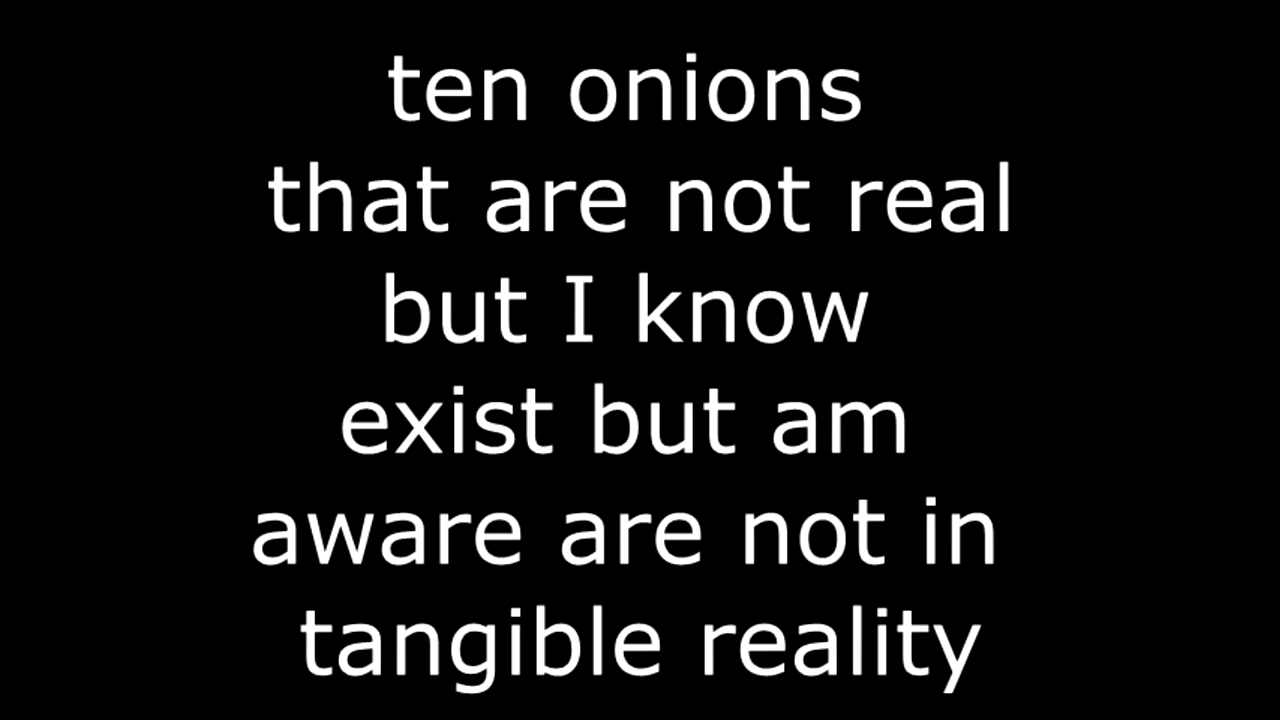 ten onions
that are not real
but I know
exist but am
aware are not in
tangible reality